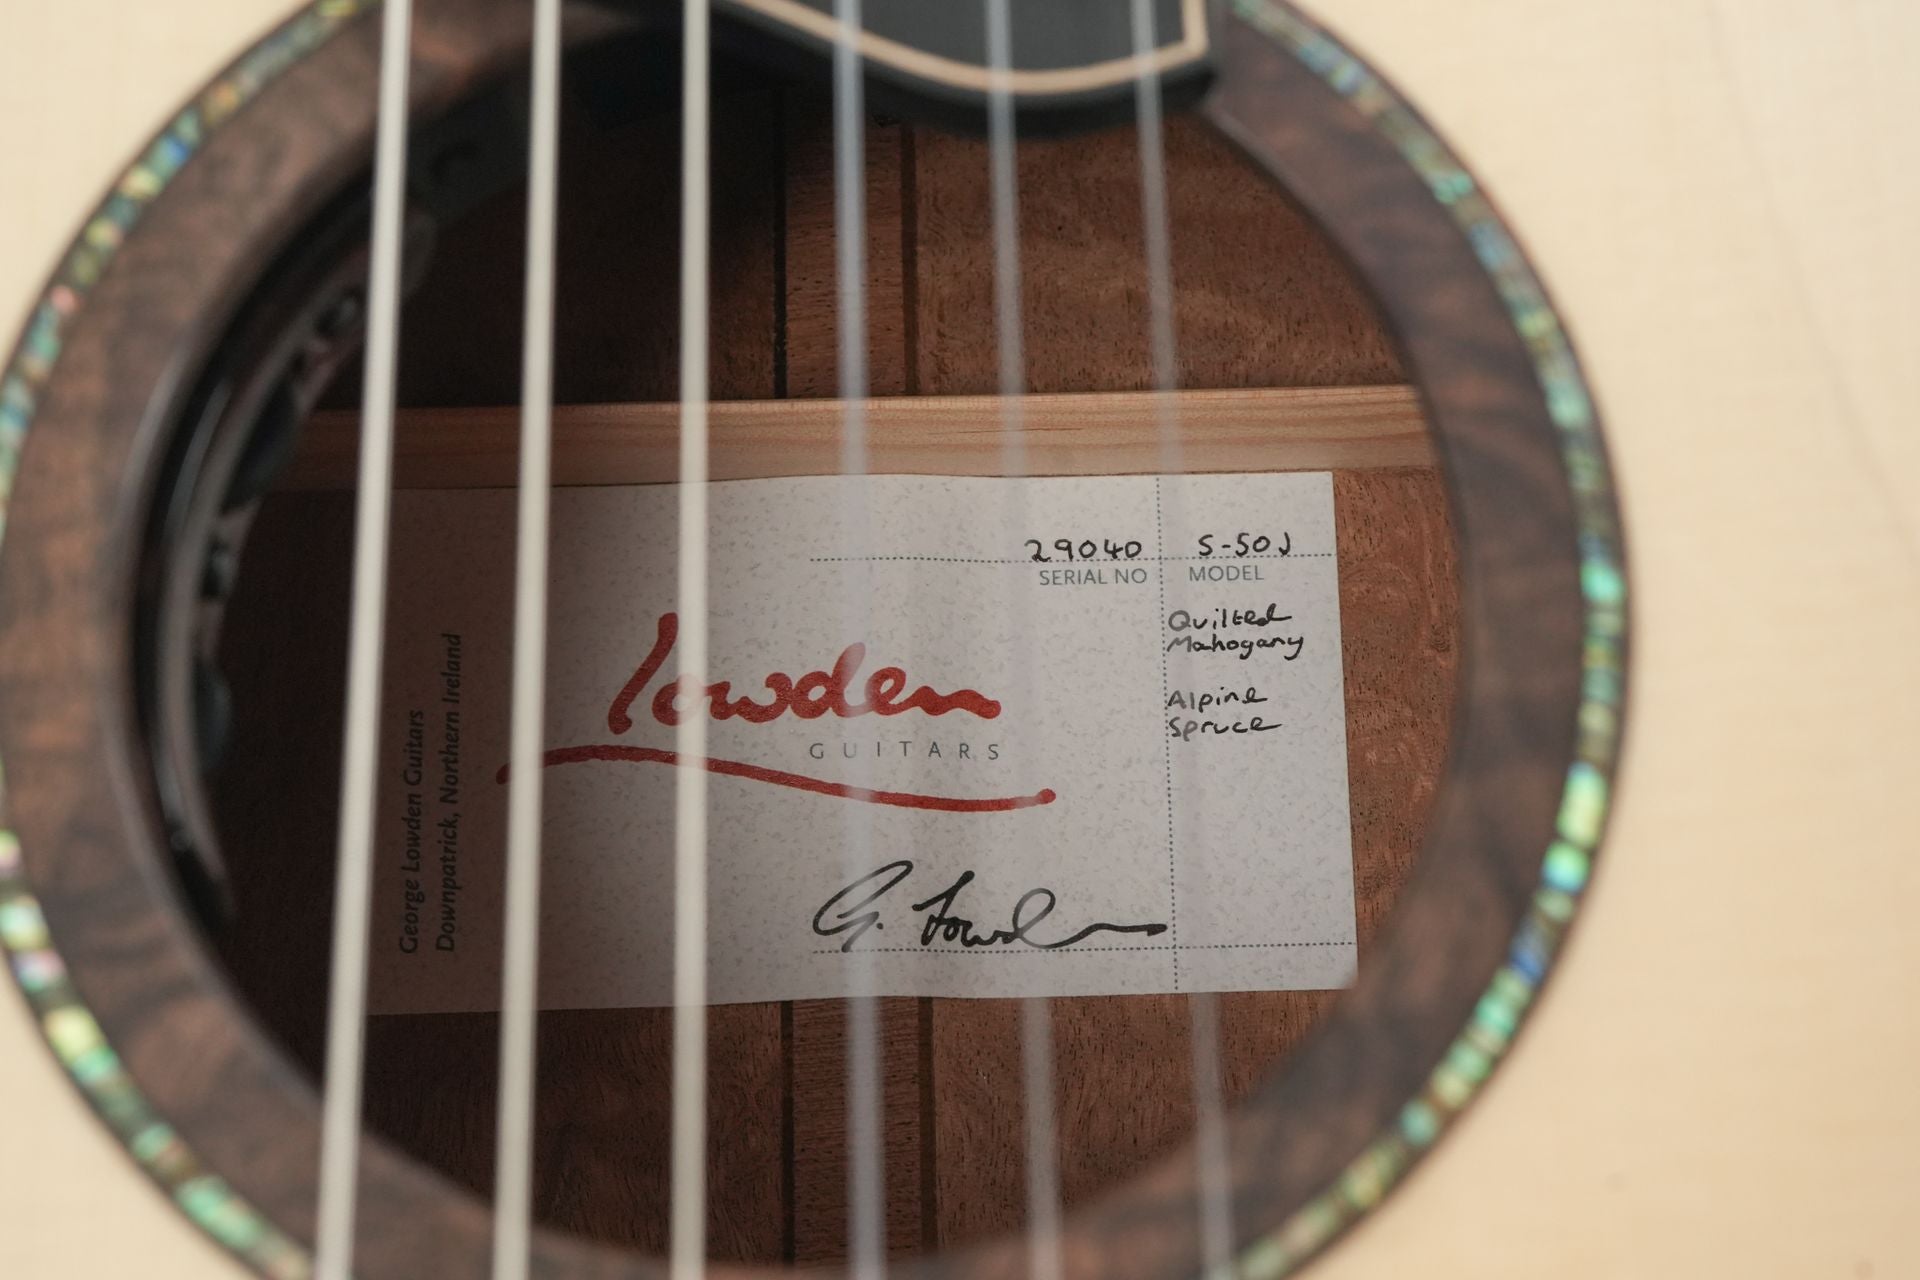 29040 S-50J
SERIAL NO MODEL
Quilted
Mahogany
Alpine
Spruce
lowden
GUITARS
George Lowden Guitars
Downpatrick, Northern Ireland
G. Lowden